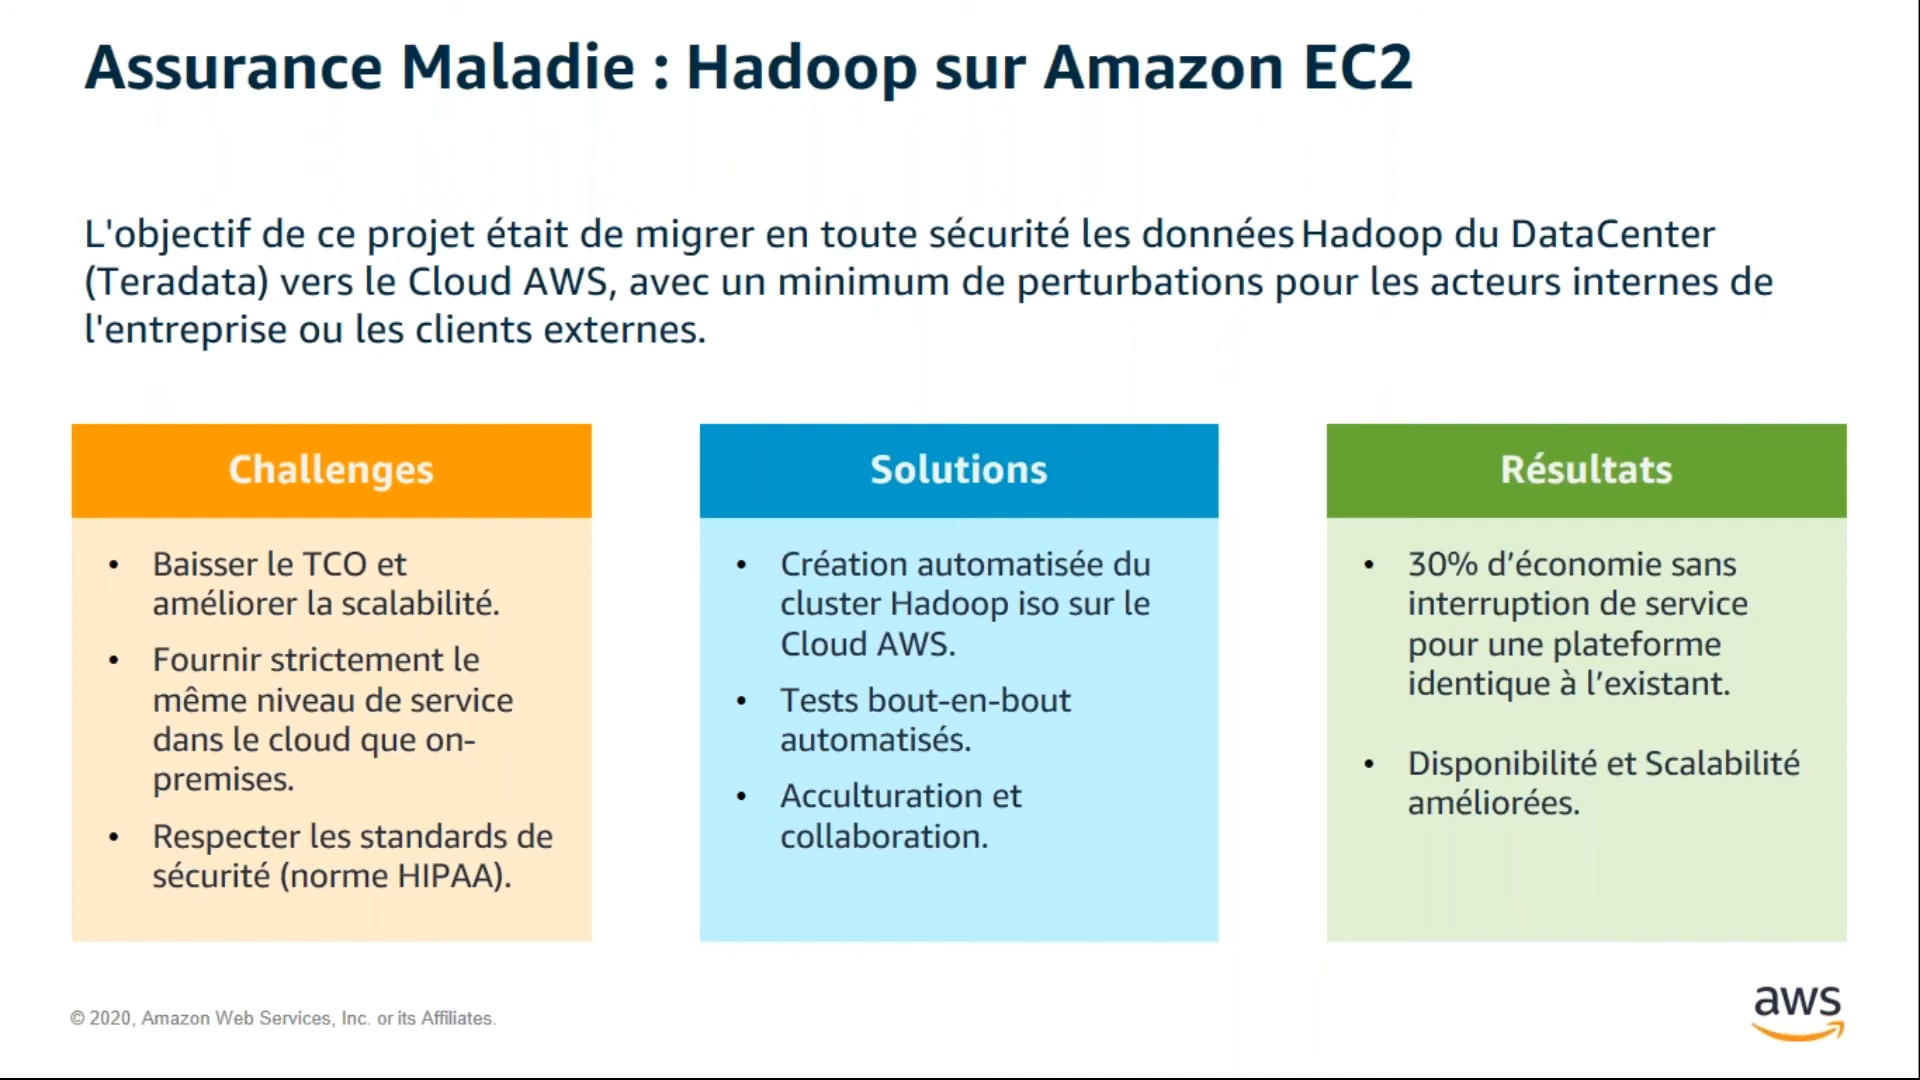 Assurance Maladie : Hadoop sur Amazon EC2
L'objectif de ce projet était de migrer en toute sécurité les données Hadoop du DataCenter
(Teradata) vers le Cloud AWS, avec un minimum de perturbations pour les acteurs internes de
l'entreprise ou les clients externes.
Challenges
• Baisser le TCO et
améliorer la scalabilité.
• Fournir strictement le
même niveau de service
dans le cloud que on-
premises.
• Respecter les standards de
sécurité (norme HIPAA).
Solutions
• Création automatisée du
cluster Hadoop iso sur le
Cloud AWS.
• Tests bout-en-bout
automatisés.
• Acculturation et
collaboration.
Résultats
• 30% d’économie sans
interruption de service
pour une plateforme
identique à l’existant.
• Disponibilité et Scalabilité
améliorées.
© 2020, Amazon Web Services, Inc. or its Affiliates.
aws